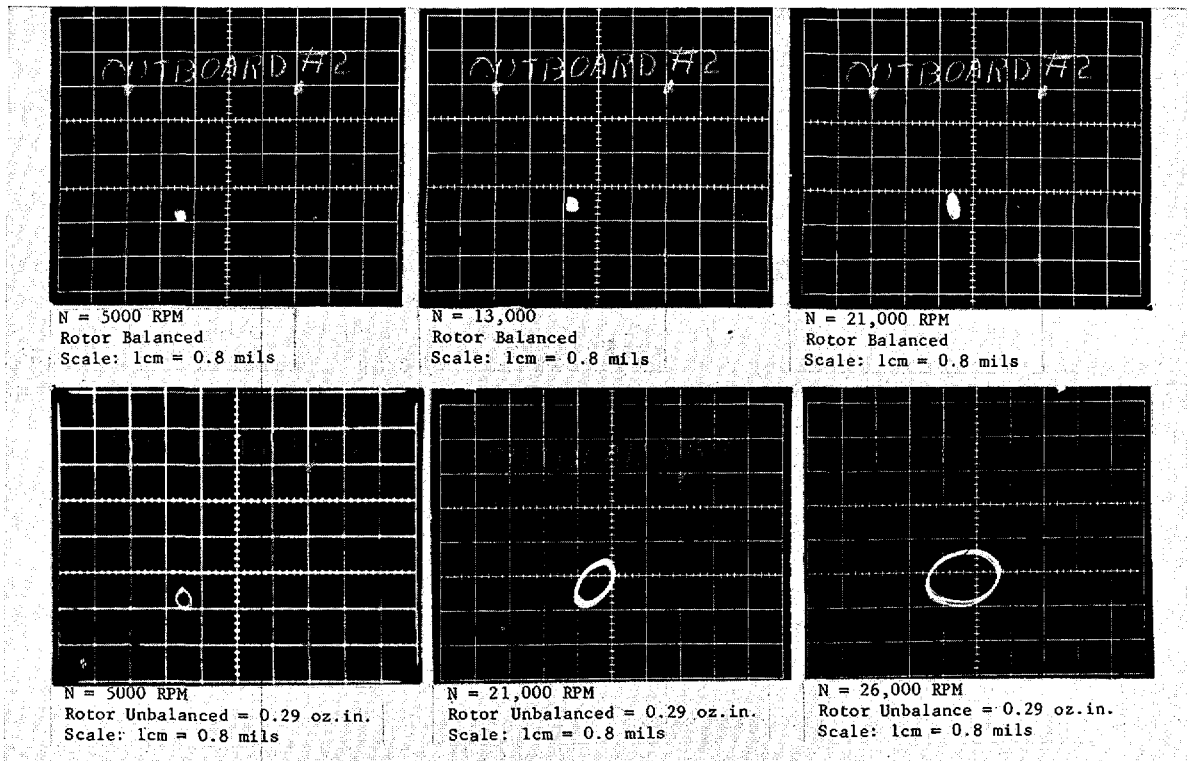 OUTBOARD #2
OUTBOARD #2
OUTBOARD #2
N = 5000 RPM
Rotor Balanced
Scale: 1cm = 0.8 mils
N = 13,000
Rotor Balanced
Scale: 1cm = 0.8 mils
N = 21,000 RPM
Rotor Balanced
Scale: 1cm = 0.8 mils
N = 5000 RPM
Rotor Unbalanced = 0.29 oz.in.
Scale: 1cm = 0.8 mils
N = 21,000 RPM
Rotor Unbalanced = 0.29 oz.in.
Scale: 1cm = 0.8 mils
N = 26,000 RPM
Rotor Unbalance = 0.29 oz.in.
Scale: 1cm = 0.8 mils